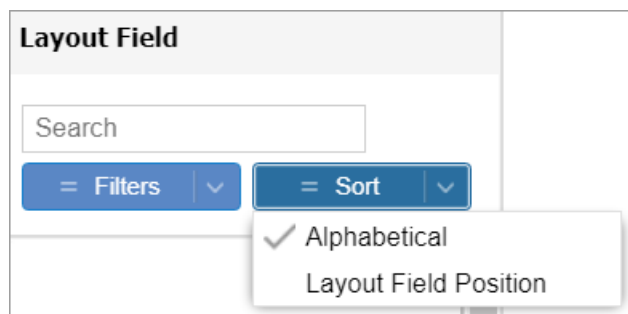 Layout Field
Search
= Filters
= Sort
Alphabetical
Layout Field Position